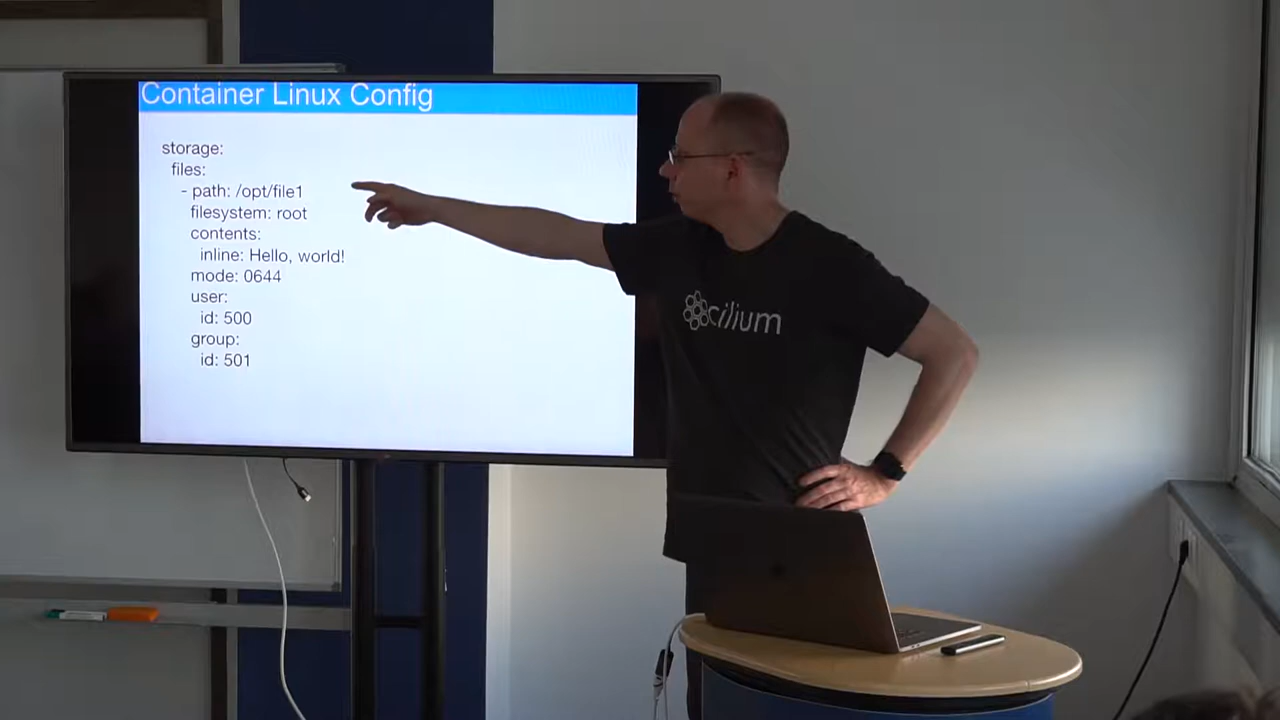 Container Linux Config
storage:
files:
- path: /opt/file1
filesystem: root
contents:
inline: Hello, world!
mode: 0644
user:
id: 500
group:
id: 501
cilium